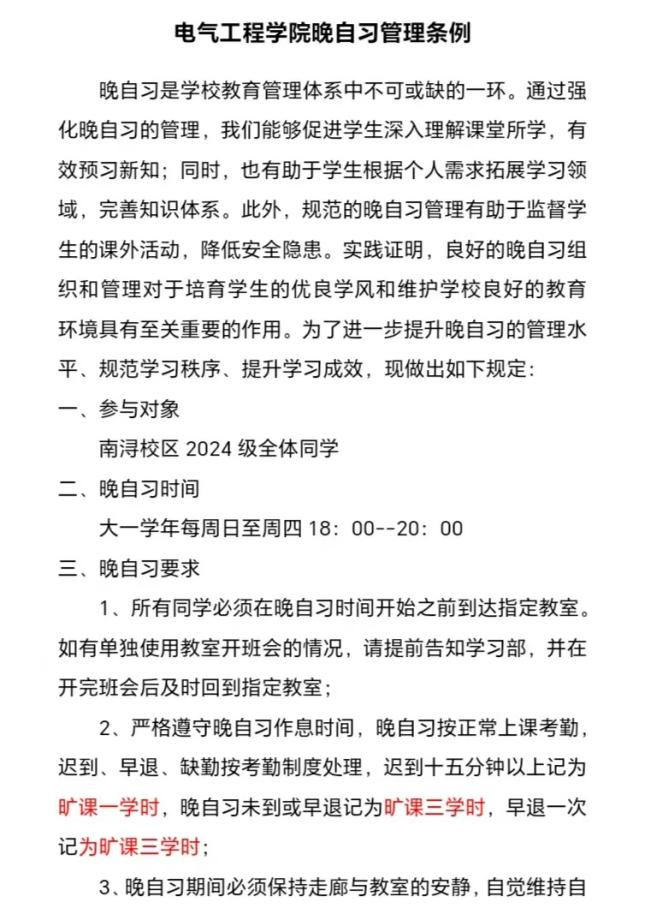 电气工程学院晚自习管理条例
晚自习是学校教育管理体系中不可或缺的一环。通过强
化晚自习的管理，我们能够促进学生深入理解课堂所学，有
效预习新知；同时，也有助于学生根据个人需求拓展学习领
域，完善知识体系。此外，规范的晚自习管理有助于监督学
生的课外活动，降低安全隐患。实践证明，良好的晚自习组
织和管理对于培育学生的优良学风和维护学校良好的教育
环境具有至关重要的作用。为了进一步提升晚自习的管理水
平、规范学习秩序、提升学习成效，现做出如下规定：
一、参与对象
南浔校区 2024 级全体同学
二、晚自习时间
大一学年每周日至周四 18：00--20：00
三、晚自习要求
1、所有同学必须在晚自习时间开始之前到达指定教室。
如有单独使用教室开班会的情况，请提前告知学习部，并在
开完班会后及时回到指定教室；
2、严格遵守晚自习作息时间，晚自习按正常上课考勤，
迟到、早退、缺勤按考勤制度处理，迟到十五分钟以上记为
旷课一学时，晚自习未到或早退记为旷课三学时，早退一次
记为旷课三学时；
3、晚自习期间必须保持走廊与教室的安静，自觉维持自